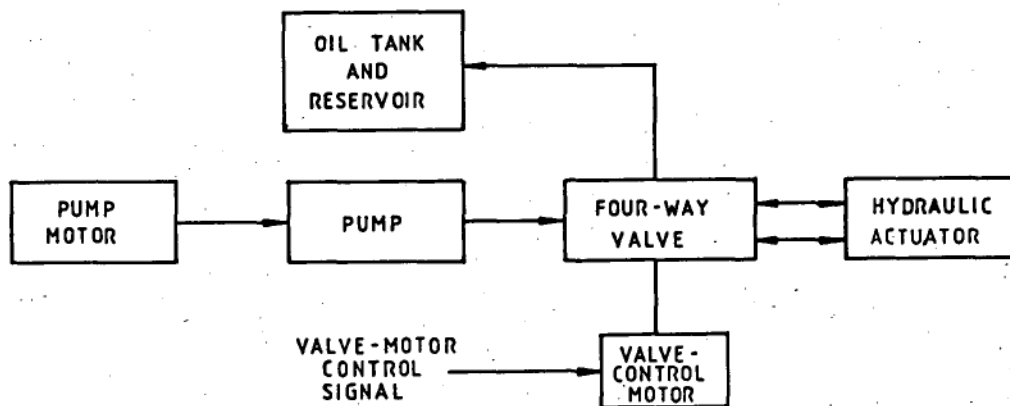 OIL TANK
AND
RESERVOIR
PUMP
MOTOR
PUMP
FOUR-WAY
VALVE
HYDRAULIC
ACTUATOR
VALVE-MOTOR
CONTROL
SIGNAL
VALVE-
CONTROL
MOTOR